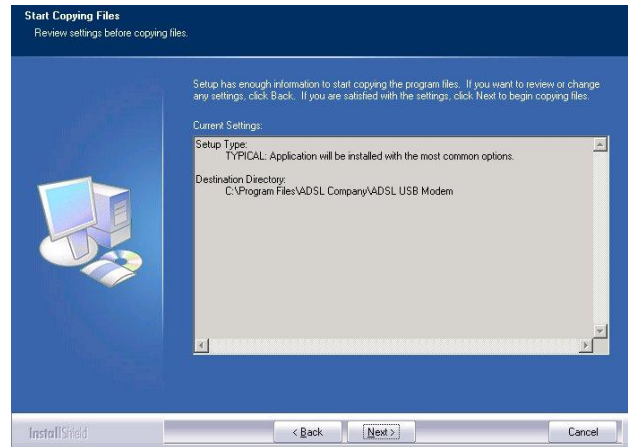 Start Copying Files
Review settings before copying files.
Setup has enough information to start copying the program files. If you want to review or change
any settings, click Back. If you are satisfied with the settings, click Next to begin copying files.
Current Settings:
Setup Type:
TYPICAL: Application will be installed with the most common options.
Destination Directory:
C:\Program Files\ADSL Company\ADSL USB Modem
InstallShield
< Back
Next >
Cancel